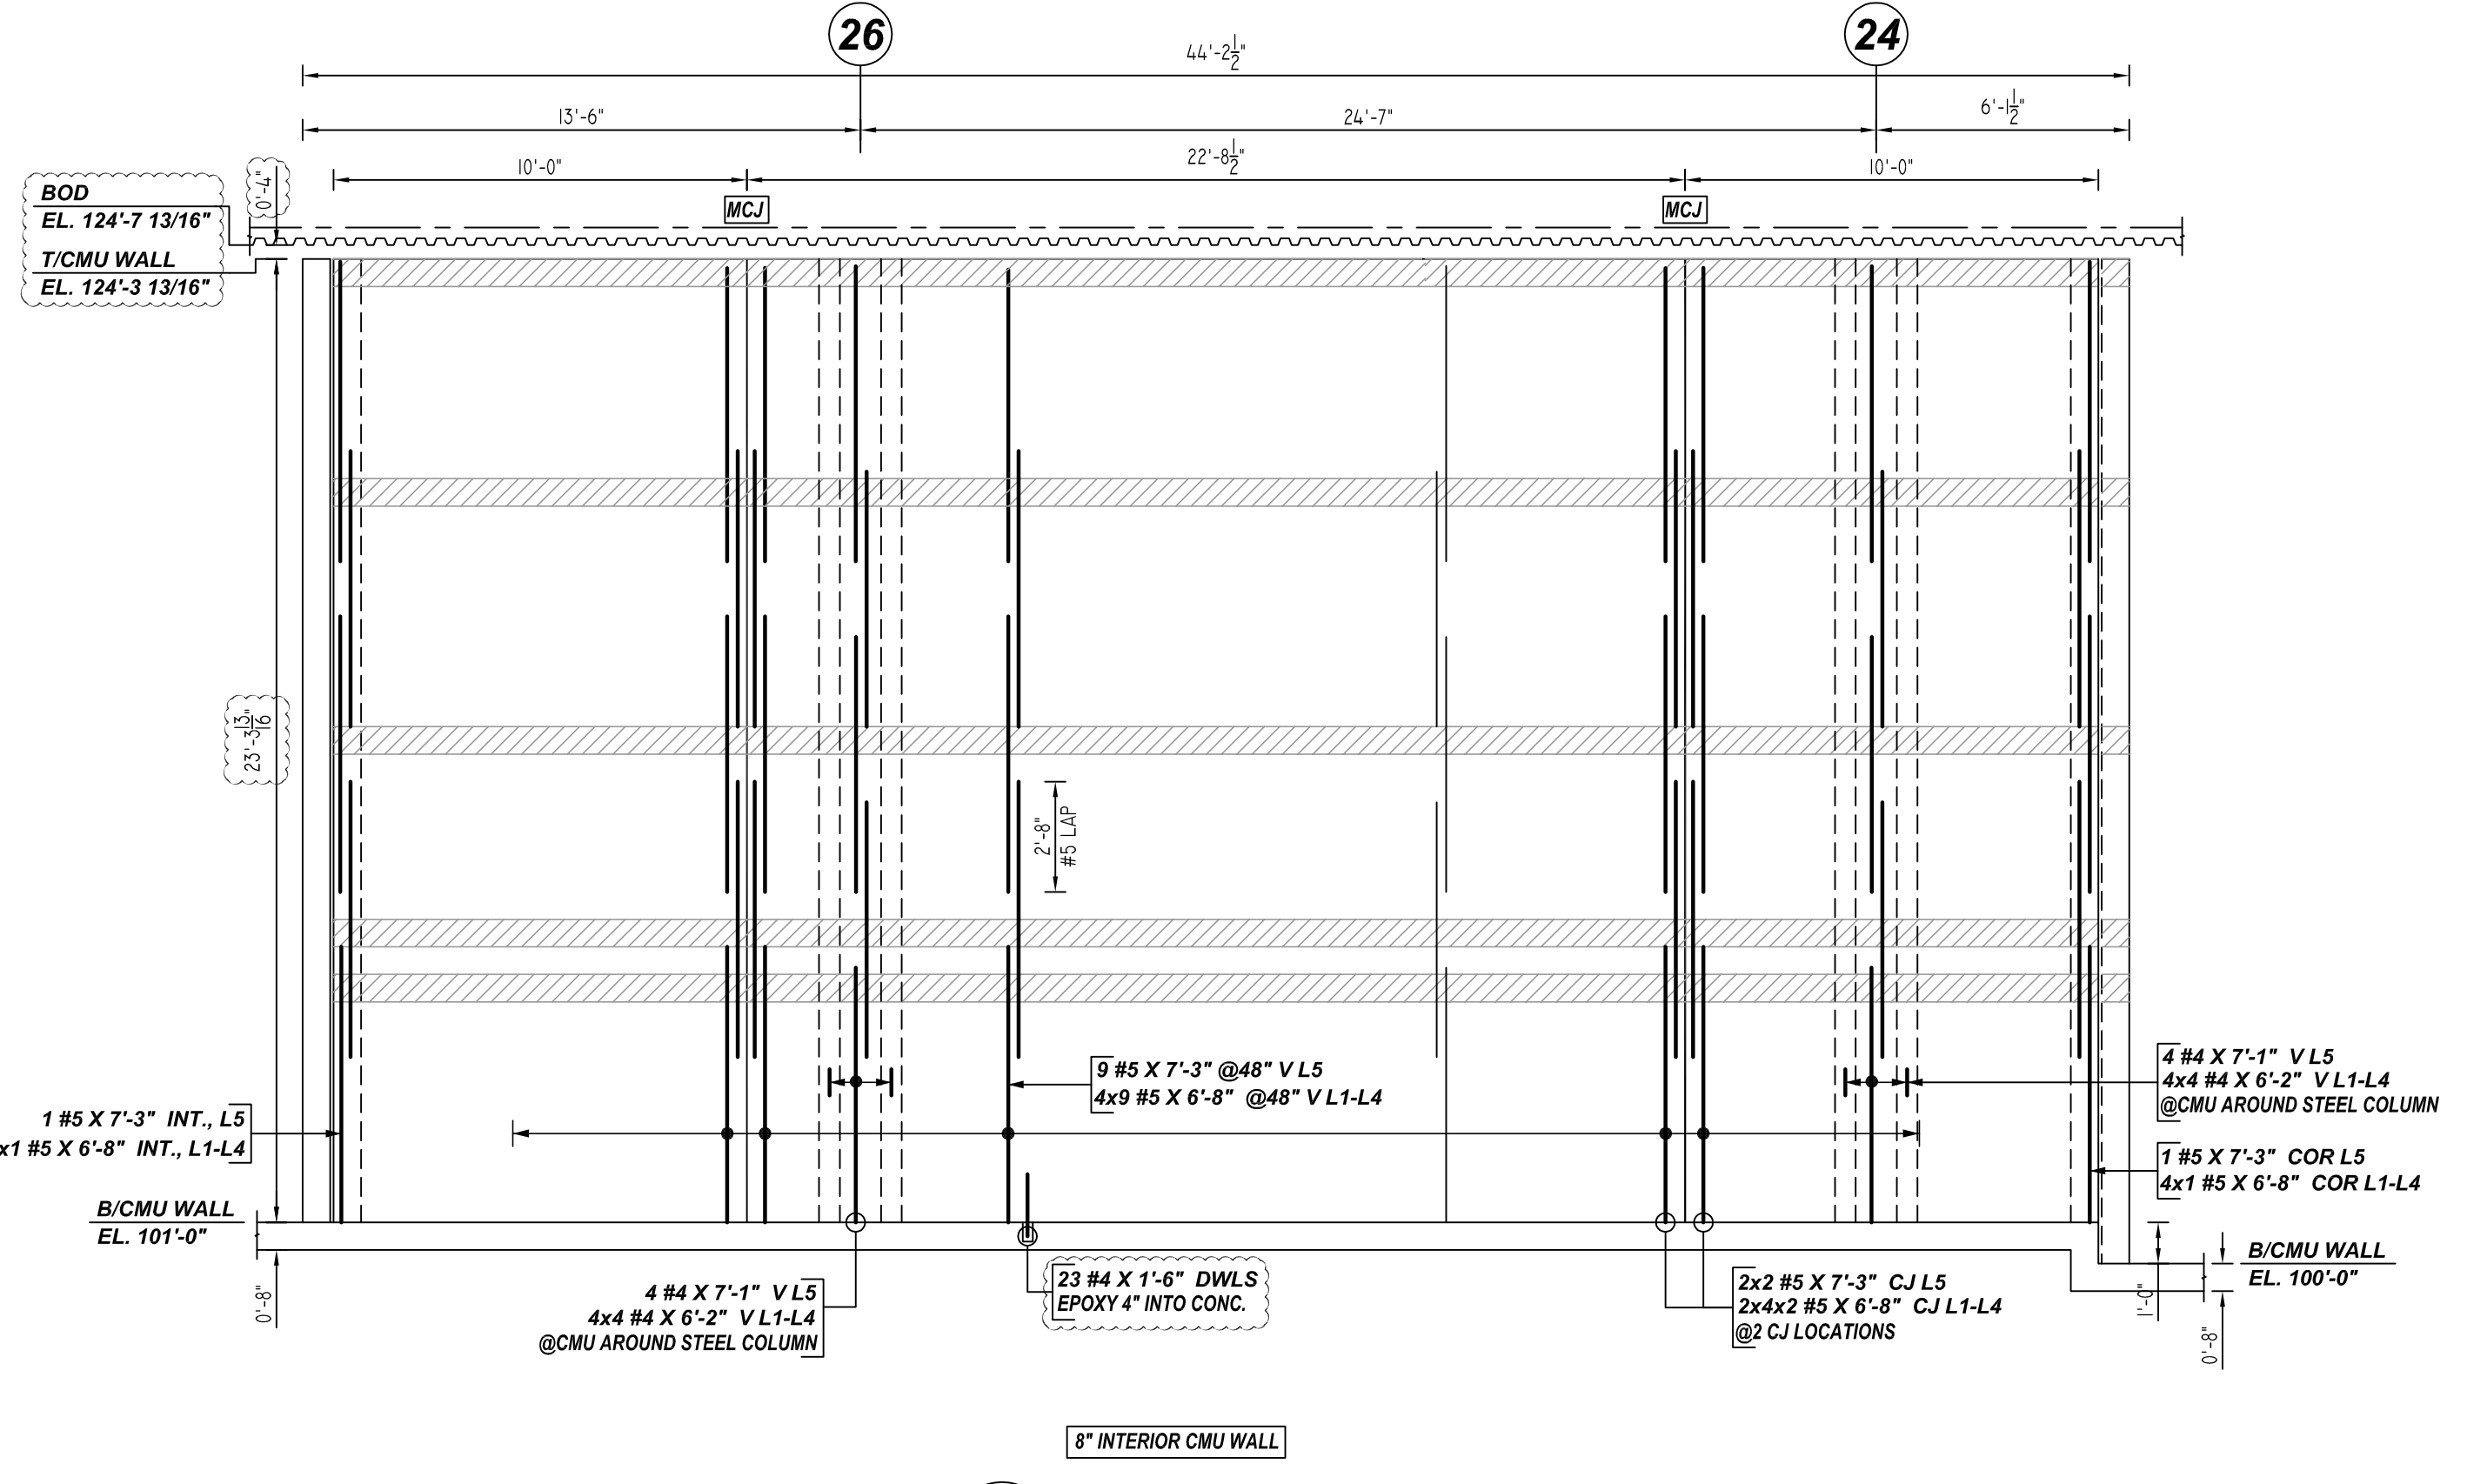 26
24
44'-2 1/2"
13'-6"
24'-7"
6'-1 1/2"
10'-0"
22'-8 1/2"
10'-0"
BOD
EL. 124'-7 13/16"
T/CMU WALL
EL. 124'-3 13/16"
0'-4"
MCJ
MCJ
23'-3 13/16"
2'-8"
#5 LAP
9 #5 X 7'-3" @48" V L5
4x9 #5 X 6'-8" @48" V L1-L4
4 #4 X 7'-1" V L5
4x4 #4 X 6'-2" V L1-L4
@CMU AROUND STEEL COLUMN
1 #5 X 7'-3" INT., L5
x1 #5 X 6'-8" INT., L1-L4
1 #5 X 7'-3" COR L5
4x1 #5 X 6'-8" COR L1-L4
B/CMU WALL
EL. 101'-0"
0'-8"
4 #4 X 7'-1" V L5
4x4 #4 X 6'-2" V L1-L4
@CMU AROUND STEEL COLUMN
23 #4 X 1'-6" DWLS
EPOXY 4" INTO CONC.
2x2 #5 X 7'-3" CJ L5
2x4x2 #5 X 6'-8" CJ L1-L4
@2 CJ LOCATIONS
1'-0"
0'-8"
B/CMU WALL
EL. 100'-0"
8" INTERIOR CMU WALL